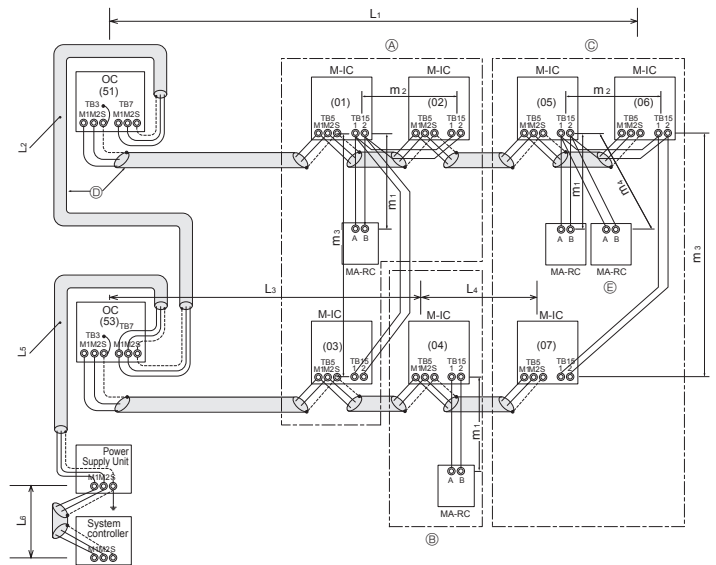 L1
Ⓐ
Ⓒ
OC
(51)
TB3 TB7
M1M2S M1M2S
M-IC
(01)
TB5 TB15
M1M2S 1 2
m2
M-IC
(02)
TB5 TB15
M1M2S 1 2
M-IC
(05)
TB5 TB15
M1M2S 1 2
m2
M-IC
(06)
TB5 TB15
M1M2S 1 2
L2
Ⓓ
m3
m1
A B
MA-RC
m1
m4
A B
MA-RC
A B
MA-RC
Ⓔ
m3
L3
L4
OC
(53)
TB3 TB7
M1M2S M1M2S
L5
M-IC
(03)
TB5 TB15
M1M2S 1 2
M-IC
(04)
TB5 TB15
M1M2S 1 2
M-IC
(07)
TB5 TB15
M1M2S 1 2
m1
A B
MA-RC
Ⓑ
Power
Supply Unit
M1M2S
L6
System
controller
M1M2S